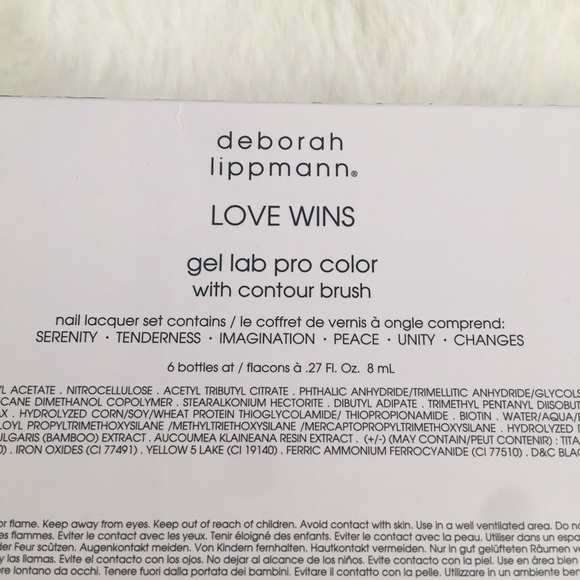 deborah
lippmann®
LOVE WINS
gel lab pro color
with contour brush
nail lacquer set contains / le coffret de vernis à ongle comprend:
SERENITY · TENDERNESS · IMAGINATION · PEACE · UNITY · CHANGES
6 bottles at / flacons à .27 Fl. Oz. 8 mL
ACETATE . NITROCELLULOSE . ACETYL TRIBUTYL CITRATE . PHTHALIC ANHYDRIDE/TRIMELLITIC ANHYDRIDE/GLYCOLS
CANE DIMETHANOL COPOLYMER . STEARALKONIUM HECTORITE . DIBUTYL ADIPATE . TRIMETHYL PENTANYL DIISOBUT
HYDROLYZED CORN/SOY/WHEAT PROTEIN THIOGLYCOLAMIDE/ THIOPROPIONAMIDE . BIOTIN . WATER/AQUA/
LOYL PROPYLTRIMETHOXYSILANE /METHYLTRIETHOXYSILANE /MERCAPTOPROPYLTRIMETHOXYSILANE . HYDROLYZED
ULGARIS (BAMBOO) EXTRACT . AUCOUMEA KLAINEANA RESIN EXTRACT . (+/-) (MAY CONTAIN/PEUT CONTENIR) : TITA
) . IRON OXIDES (CI 77491) . YELLOW 5 LAKE (CI 19140) . FERRIC AMMONIUM FERROCYANIDE (CI 77510) . D&C BLA
or flame. Keep away from eyes. Keep out of reach of children. Avoid contact with skin. Use in a well ventilated area. Do no
es flammes. Eviter le contact avec les yeux. Tenir éloigné des enfants. Eviter le contact avec la peau. Utiliser dans un espa
der Feur scützen. Augenkontakt meiden. Von Kindern fernhalten. Hautkontakt vermeiden. Nur in gut gelüfteten Räumen v
y las llamas. Evite el contacto con los ojos. No dejar al alcance de los niños. Evite contacto con la piel. Use en área bien
ere lontano da occhi. Tenere fuori dalla portata dei bambini. Evitare il contatto con la pelle. Utilizzare in un ambiente be